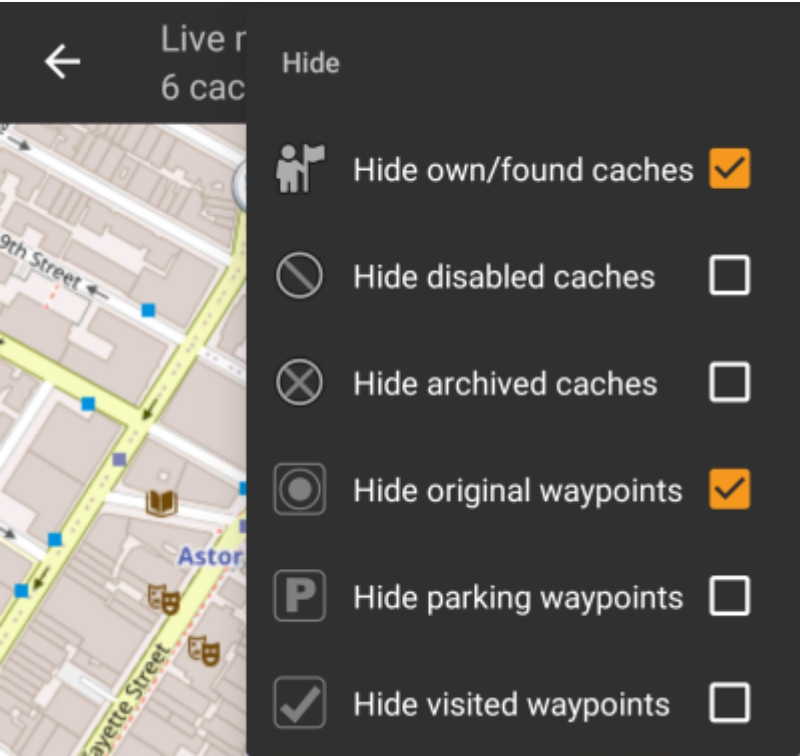 Live
6 cac
Hide
Hide own/found caches
Hide disabled caches
Hide archived caches
Hide original waypoints
P
Hide parking waypoints
Hide visited waypoints
9th Street
Astor
ayette Street